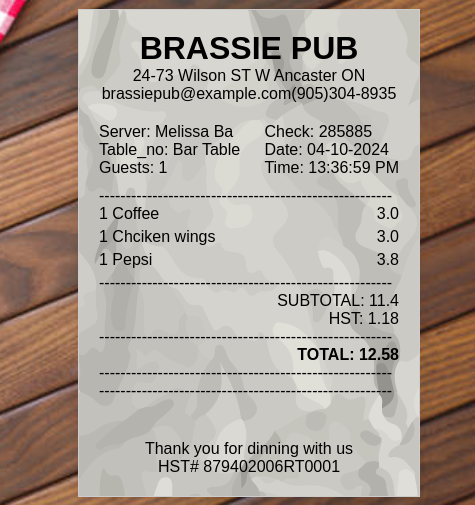 BRASSIE PUB
24-73 Wilson ST W Ancaster ON
brassiepub@example.com(905)304-8935
Server: Melissa Ba Check: 285885
Table_no: Bar Table Date: 04-10-2024
Guests: 1 Time: 13:36:59 PM
------------------------------------------------------
1 Coffee 3.0
1 Chciken wings 3.0
1 Pepsi 3.8
------------------------------------------------------
SUBTOTAL: 11.4
HST: 1.18
------------------------------------------------------
TOTAL: 12.58
------------------------------------------------------
------------------------------------------------------
Thank you for dinning with us
HST# 879402006RT0001